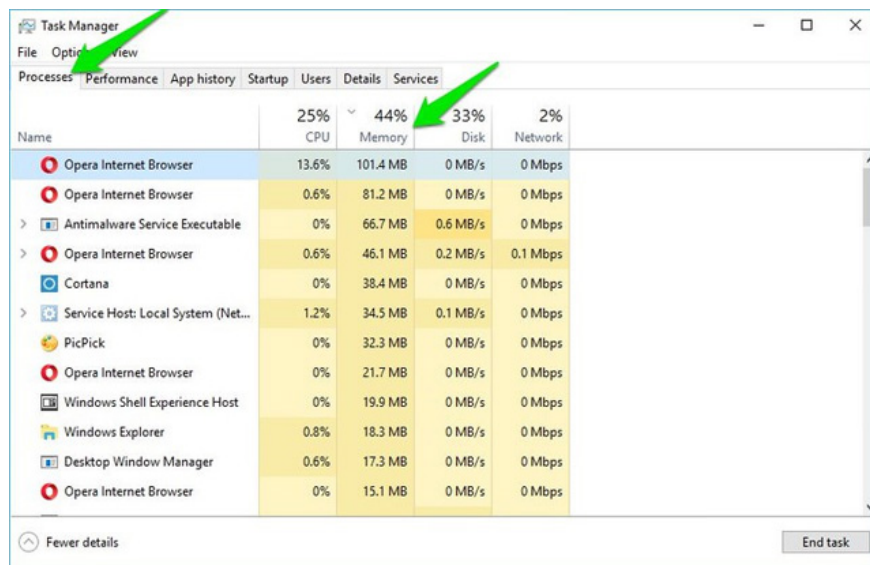 Task Manager
File Options View
Processes Performance App history Startup Users Details Services
25% 44% 33% 2%
Name CPU Memory Disk Network
Opera Internet Browser 13.6% 101.4 MB 0 MB/s 0 Mbps
Opera Internet Browser 0.6% 81.2 MB 0 MB/s 0 Mbps
Antimalware Service Executable 0% 66.7 MB 0.6 MB/s 0 Mbps
Opera Internet Browser 0.6% 46.1 MB 0.2 MB/s 0.1 Mbps
Cortana 0% 38.4 MB 0 MB/s 0 Mbps
Service Host: Local System (Net... 1.2% 34.5 MB 0.1 MB/s 0 Mbps
PicPick 0% 32.3 MB 0 MB/s 0 Mbps
Opera Internet Browser 0% 21.7 MB 0 MB/s 0 Mbps
Windows Shell Experience Host 0% 19.9 MB 0 MB/s 0 Mbps
Windows Explorer 0.8% 18.3 MB 0 MB/s 0 Mbps
Desktop Window Manager 0.6% 17.3 MB 0 MB/s 0 Mbps
Opera Internet Browser 0% 15.1 MB 0 MB/s 0 Mbps
Fewer details End task